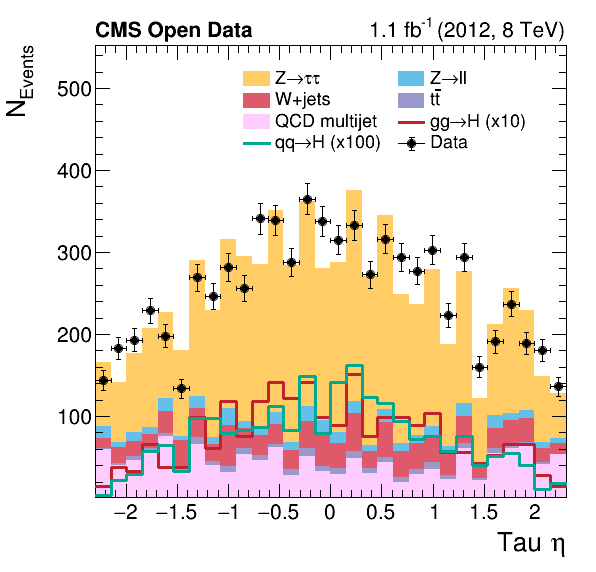 CMS Open Data 1.1 fb⁻¹ (2012, 8 TeV)
N_Events
500
400
300
200
100
Z→ττ Z→ll
W+jets tt̄
QCD multijet gg→H (x10)
qq→H (x100) Data
−2 −1.5 −1 −0.5 0 0.5 1 1.5 2
Tau η